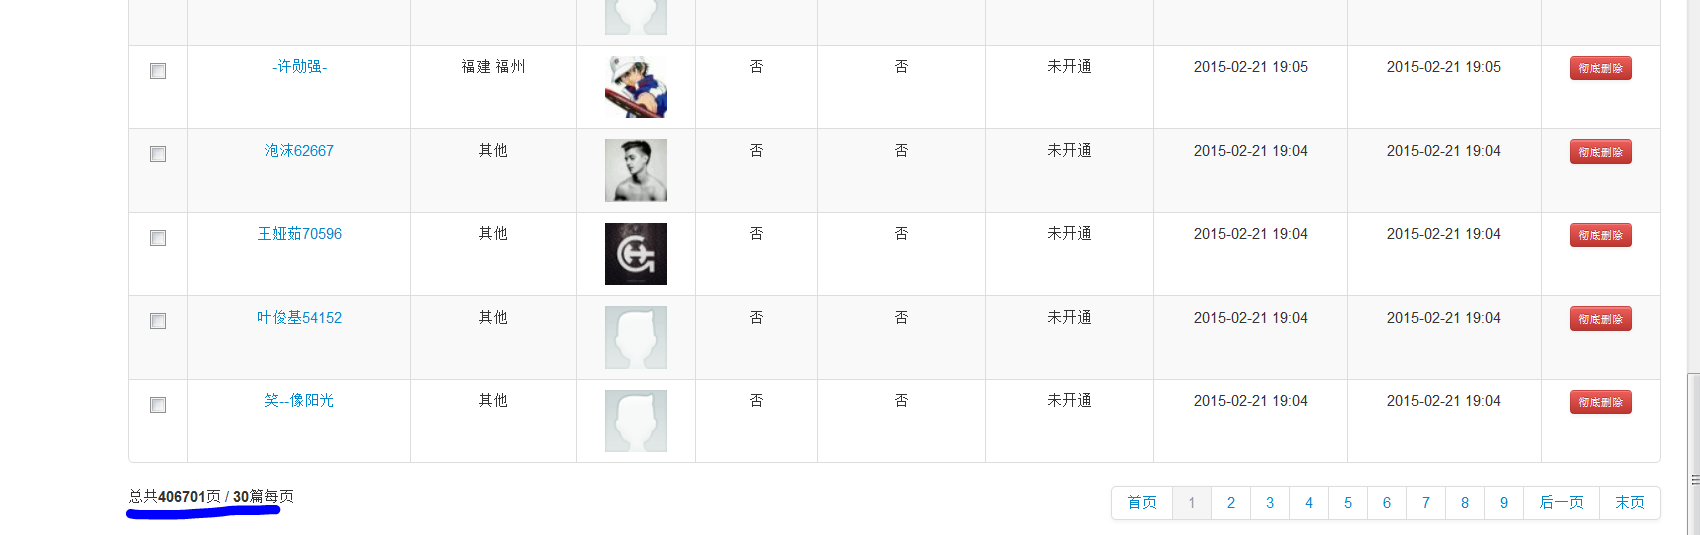 -许勋强- 福建 福州 否 否 未开通 2015-02-21 19:05 2015-02-21 19:05 彻底删除
泡沫62667 其他 否 否 未开通 2015-02-21 19:04 2015-02-21 19:04 彻底删除
王娅茹70596 其他 否 否 未开通 2015-02-21 19:04 2015-02-21 19:04 彻底删除
叶俊基54152 其他 否 否 未开通 2015-02-21 19:04 2015-02-21 19:04 彻底删除
笑--像阳光 其他 否 否 未开通 2015-02-21 19:04 2015-02-21 19:04 彻底删除
总共406701页 / 30篇每页 首页 1 2 3 4 5 6 7 8 9 后一页 末页